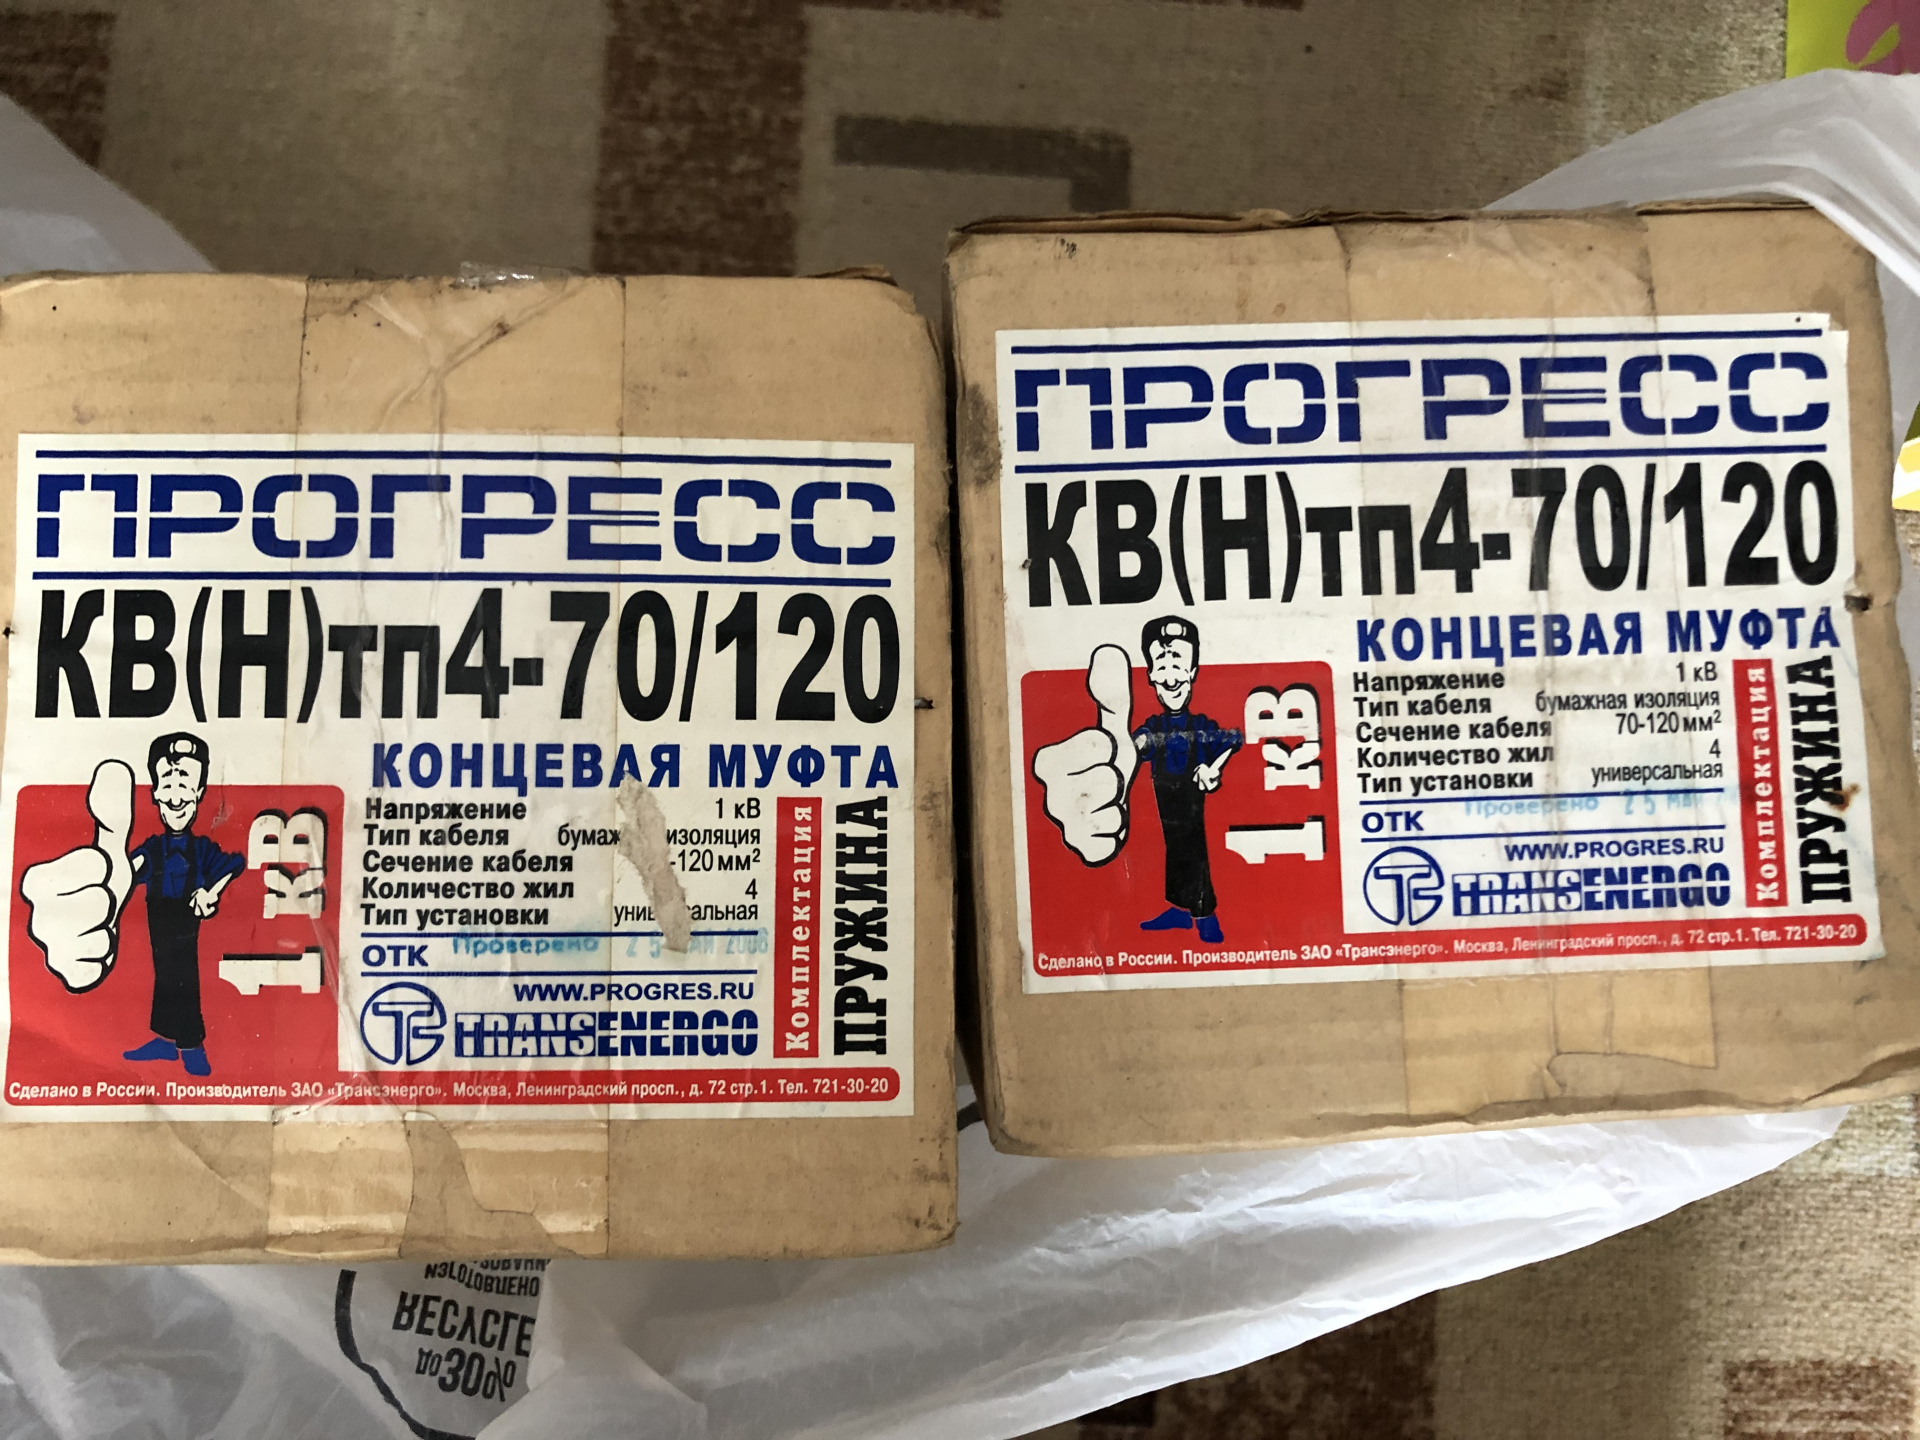 ПРОГРЕСС
КВ(Н)тп4-70/120
КОНЦЕВАЯ МУФТА
Напряжение 1 кВ
Тип кабеля изоляция
Сечение кабеля -120 мм²
Количество жил 4
Тип установки
ОТК Проверено 2006
WWW.PROGRES.RU
TRANSENERGO
1 кВ
Комплектация
ПРУЖИНА
Сделано в России. Производитель ЗАО «Трансэнерго». Москва, Ленинградский просп., д. 72 стр.1. Тел. 721-30-20
ПРОГРЕСС
КВ(Н)тп4-70/120
КОНЦЕВАЯ МУФТА
Напряжение 1 кВ
Тип кабеля бумажная изоляция
Сечение кабеля 70-120 мм²
Количество жил 4
Тип установки универсальная
ОТК Проверено 25 МАЙ
WWW.PROGRES.RU
TRANSENERGO
1 кВ
Комплектация
ПРУЖИНА
Сделано в России. Производитель ЗАО «Трансэнерго». Москва, Ленинградский просп., д. 72 стр.1. Тел. 721-30-20
до 30%
RECYCLE